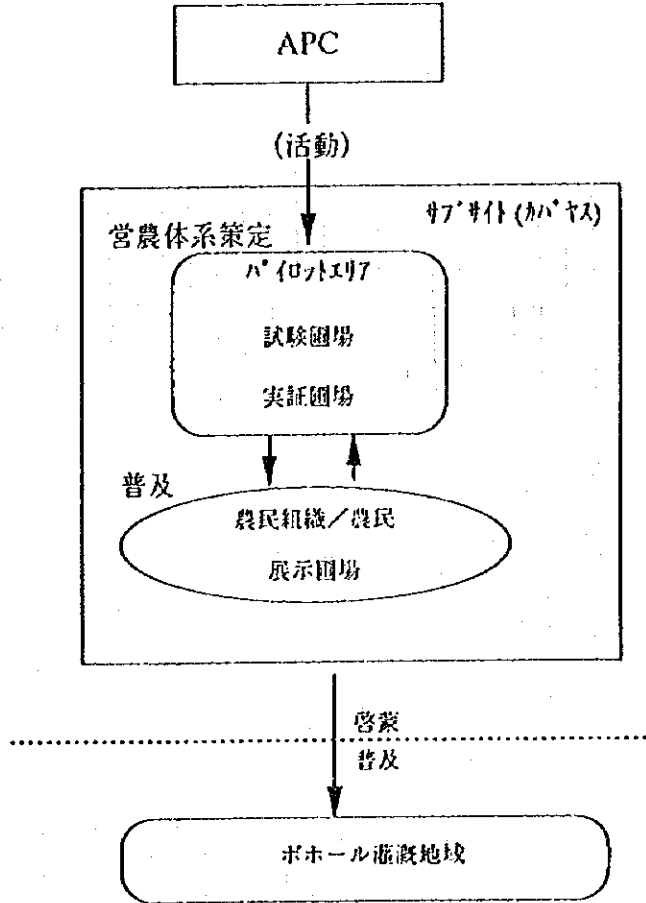 APC
(活動)
サブサイト(カバヤス)
営農体系策定
パイロットエリア
試験圃場
実証圃場
普及
農民組織／農民
展示圃場
啓蒙
普及
ボホール灌漑地域